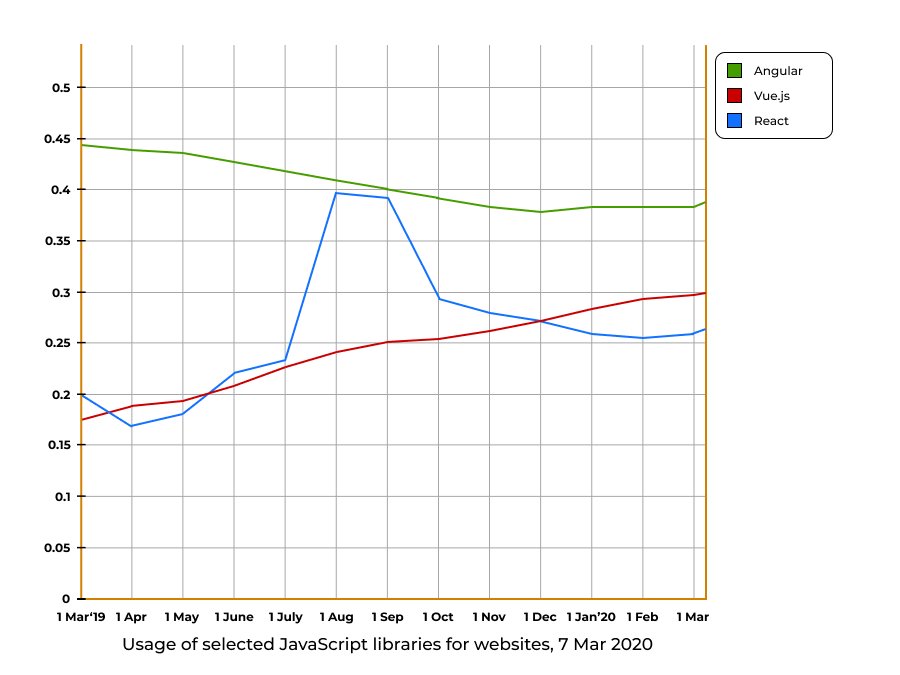 0.5
0.45
0.4
0.35
0.3
0.25
0.2
0.15
0.1
0.05
0
1 Mar‘19 1 Apr 1 May 1 June 1 July 1 Aug 1 Sep 1 Oct 1 Nov 1 Dec 1 Jan’20 1 Feb 1 Mar
Usage of selected JavaScript libraries for websites, 7 Mar 2020
Angular
Vue.js
React